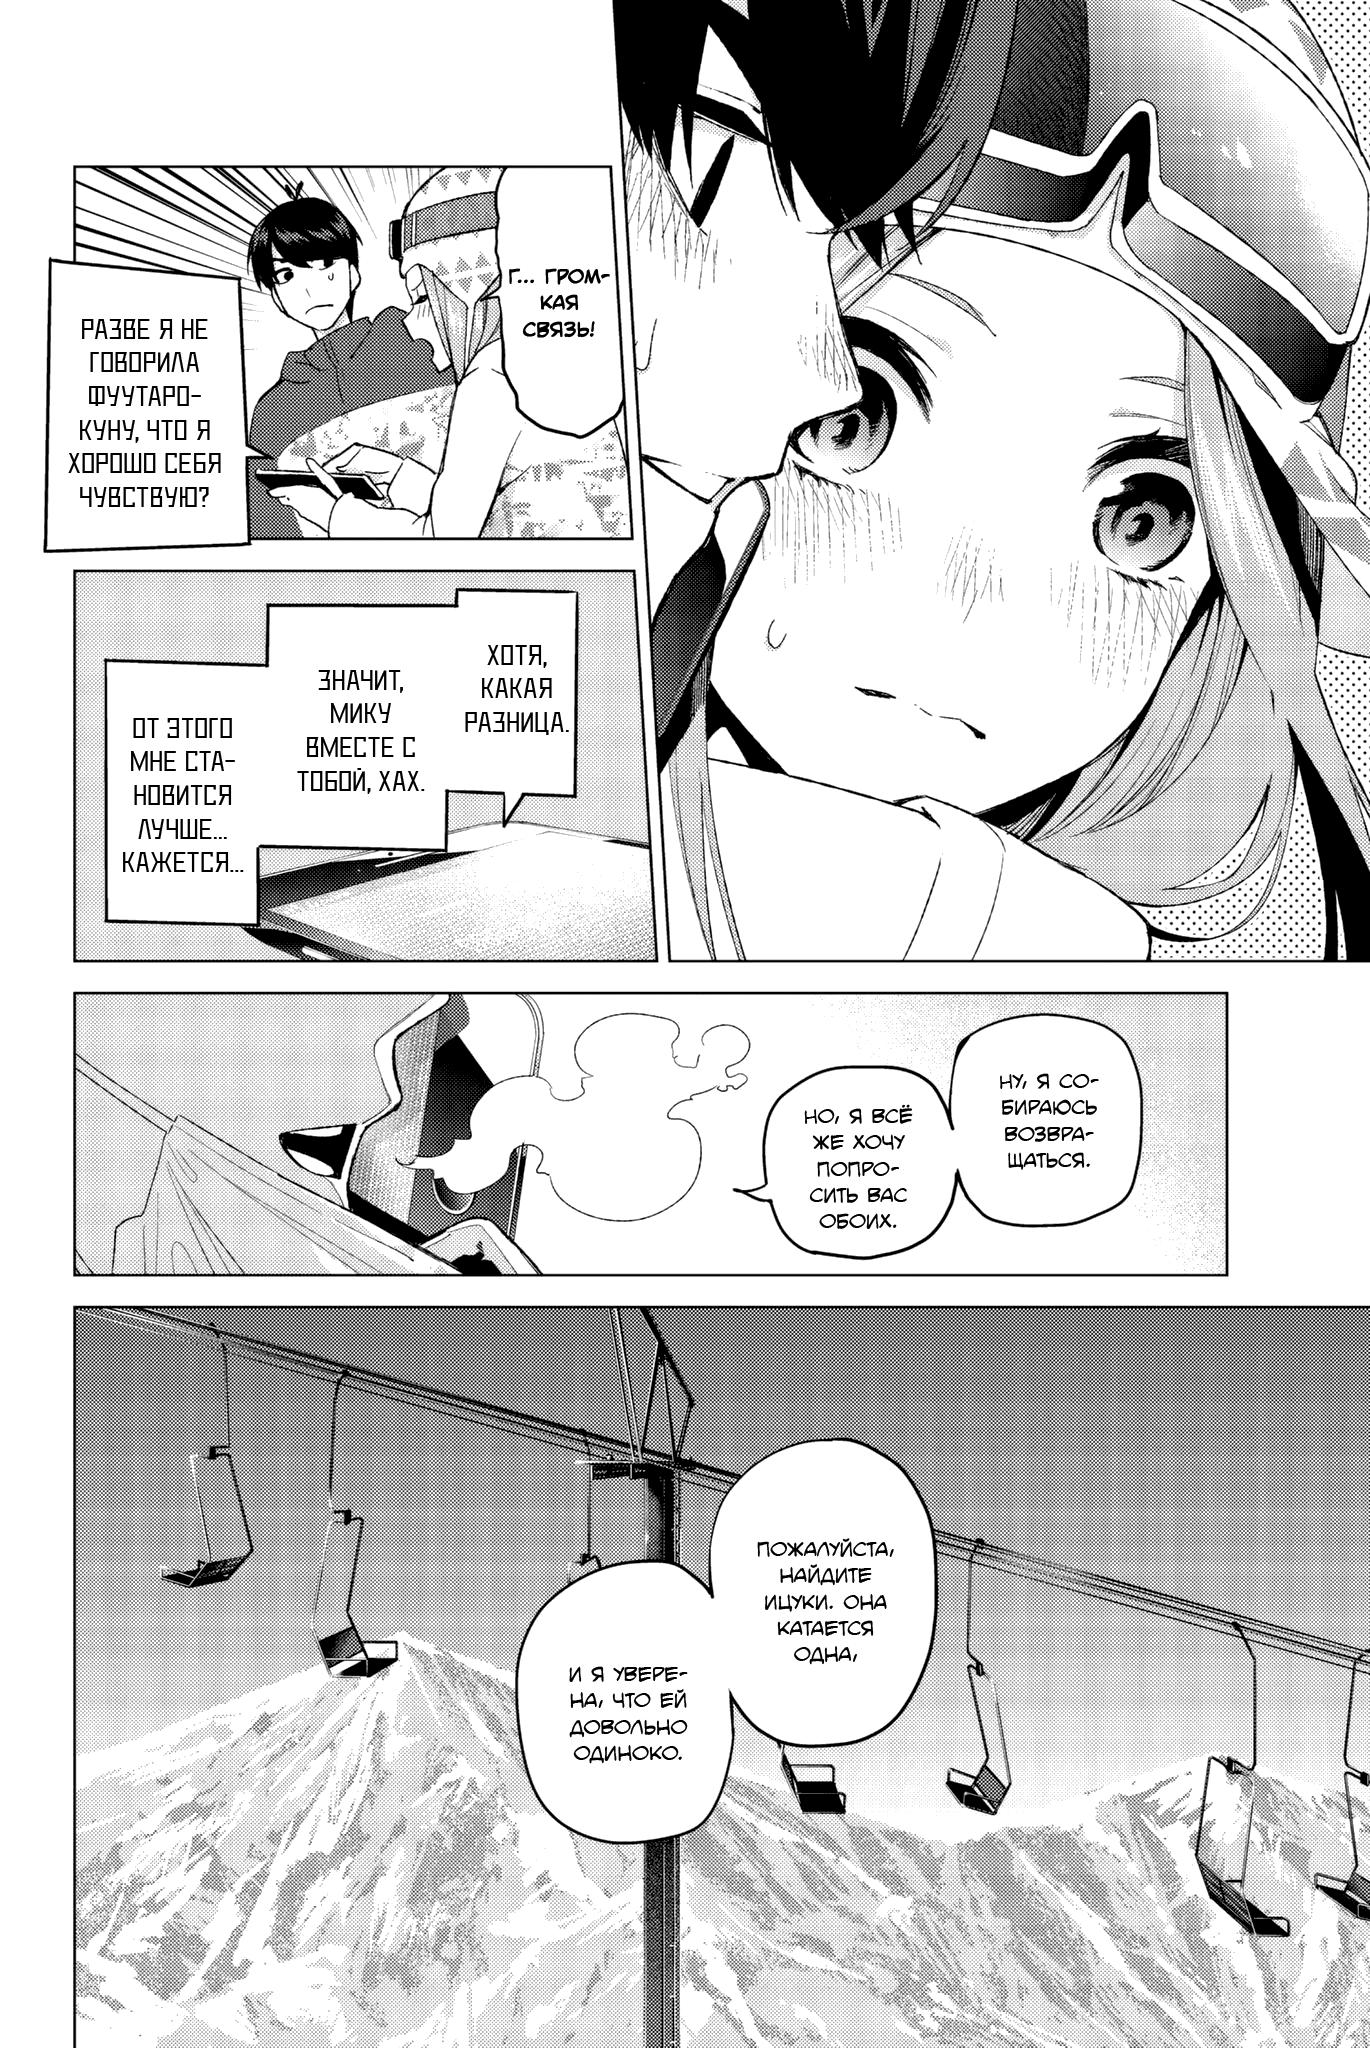 Г... ГРОМ-
КАЯ
СВЯЗЬ!
РАЗВЕ Я НЕ
ГОВОРИЛА
ФУУТАРО-
КУНУ, ЧТО Я
ХОРОШО СЕБЯ
ЧУВСТВУЮ?
ХОТЯ,
КАКАЯ
РАЗНИЦА.
ЗНАЧИТ,
МИКУ
ВМЕСТЕ С
ТОБОЙ, ХАХ.
ОТ ЭТОГО
МНЕ СТА-
НОВИТСЯ
ЛУЧШЕ...
КАЖЕТСЯ...
НУ, Я СО-
БИРАЮСЬ
ВОЗВРА-
ЩАТЬСЯ.
НО, Я ВСЁ
ЖЕ ХОЧУ
ПОПРО-
СИТЬ ВАС
ОБОИХ.
ПОЖАЛУЙСТА,
НАЙДИТЕ
ИЦУКИ. ОНА
КАТАЕТСЯ
ОДНА,
И Я УВЕРЕ-
НА, ЧТО ЕЙ
ДОВОЛЬНО
ОДИНОКО.